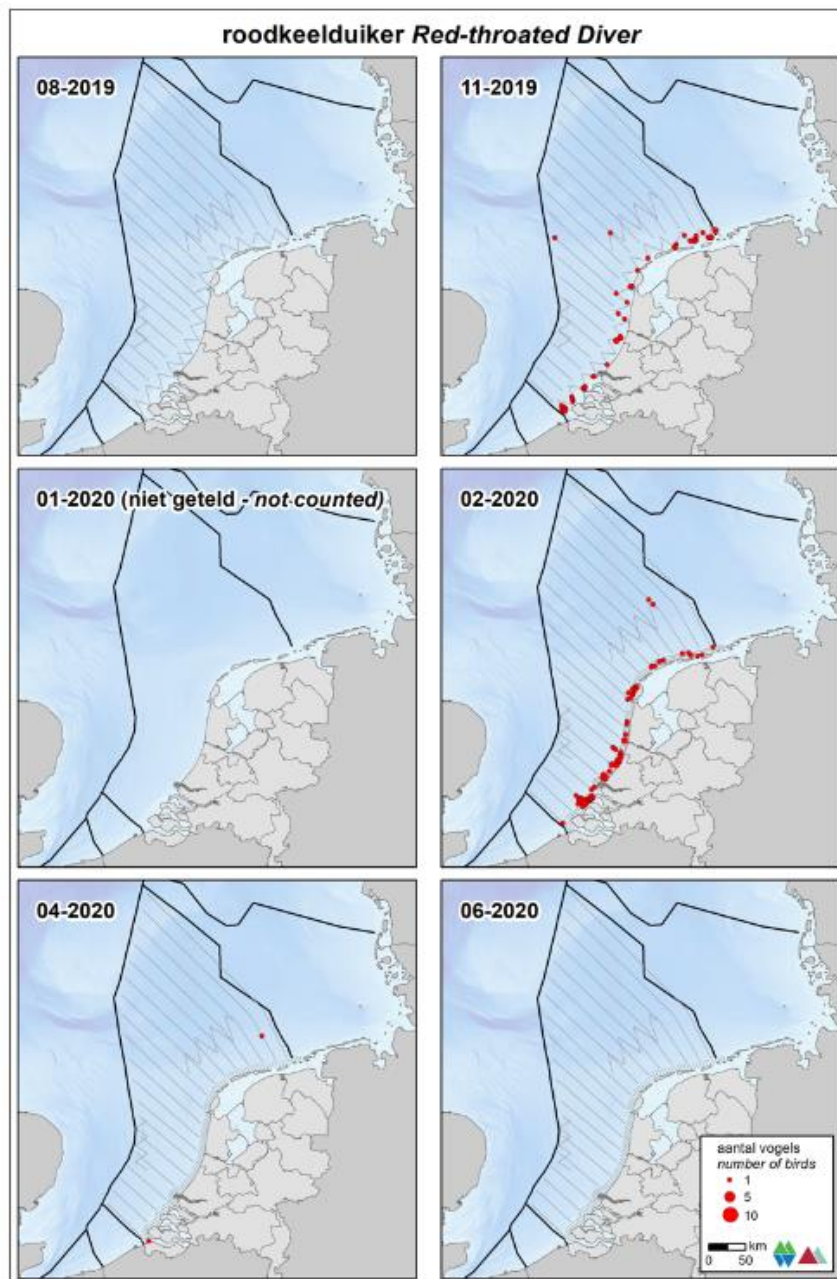 roodkeelduiker Red-throated Diver
08-2019
11-2019
01-2020 (niet geteld - not counted)
02-2020
04-2020
06-2020
aantal vogels
number of birds
1
5
10
km
0 50